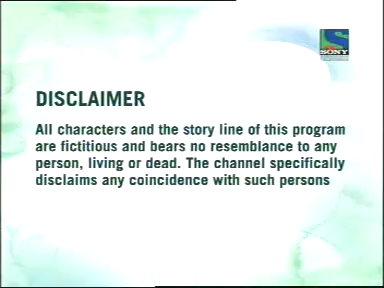 SONY
DISCLAIMER
All characters and the story line of this program
are fictitious and bears no resemblance to any
person, living or dead. The channel specifically
disclaims any coincidence with such persons